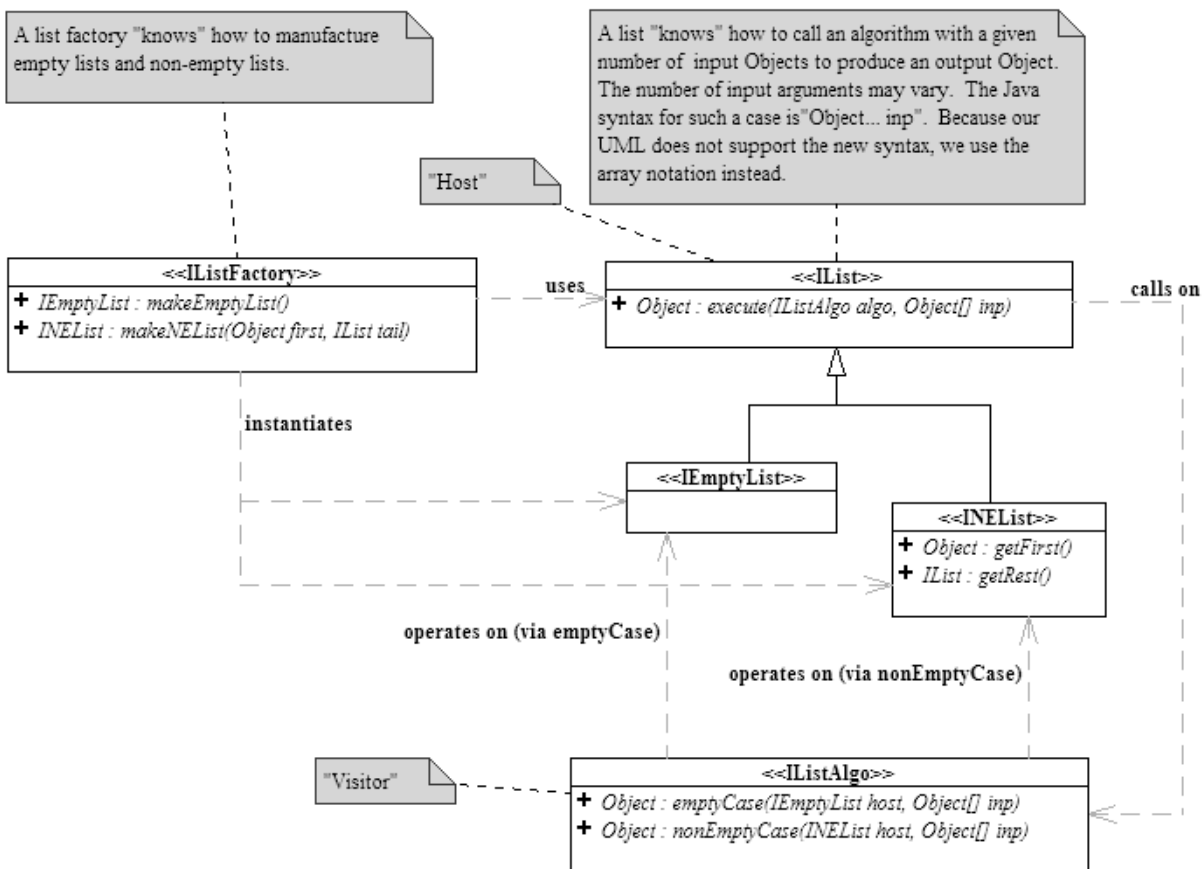 A list factory "knows" how to manufacture
empty lists and non-empty lists.
A list "knows" how to call an algorithm with a given
number of input Objects to produce an output Object.
The number of input arguments may vary. The Java
syntax for such a case is"Object... inp". Because our
UML does not support the new syntax, we use the
array notation instead.
"Host"
<<IListFactory>>
+ IEmptyList : makeEmptyList()
+ INEList : makeNEList(Object first, IList tail)
uses
<<IList>>
+ Object : execute(IListAlgo algo, Object[] inp)
calls on
instantiates
<<IEmptyList>>
<<INEList>>
+ Object : getFirst()
+ IList : getRest()
operates on (via emptyCase)
operates on (via nonEmptyCase)
"Visitor"
<<IListAlgo>>
+ Object : emptyCase(IEmptyList host, Object[] inp)
+ Object : nonEmptyCase(INEList host, Object[] inp)